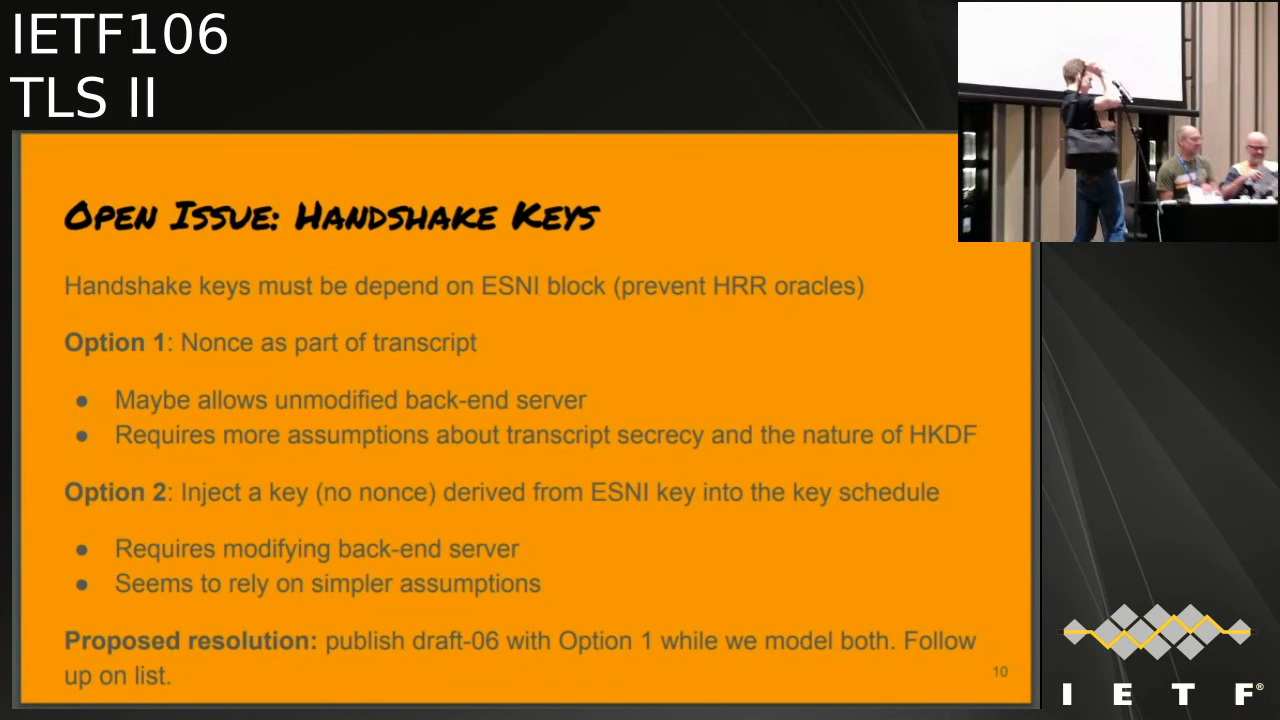 IETF106
TLS II
Open Issue: Handshake Keys
Handshake keys must be depend on ESNI block (prevent HRR oracles)
Option 1: Nonce as part of transcript
● Maybe allows unmodified back-end server
● Requires more assumptions about transcript secrecy and the nature of HKDF
Option 2: Inject a key (no nonce) derived from ESNI key into the key schedule
● Requires modifying back-end server
● Seems to rely on simpler assumptions
Proposed resolution: publish draft-06 with Option 1 while we model both. Follow
up on list.
10
I E T F®